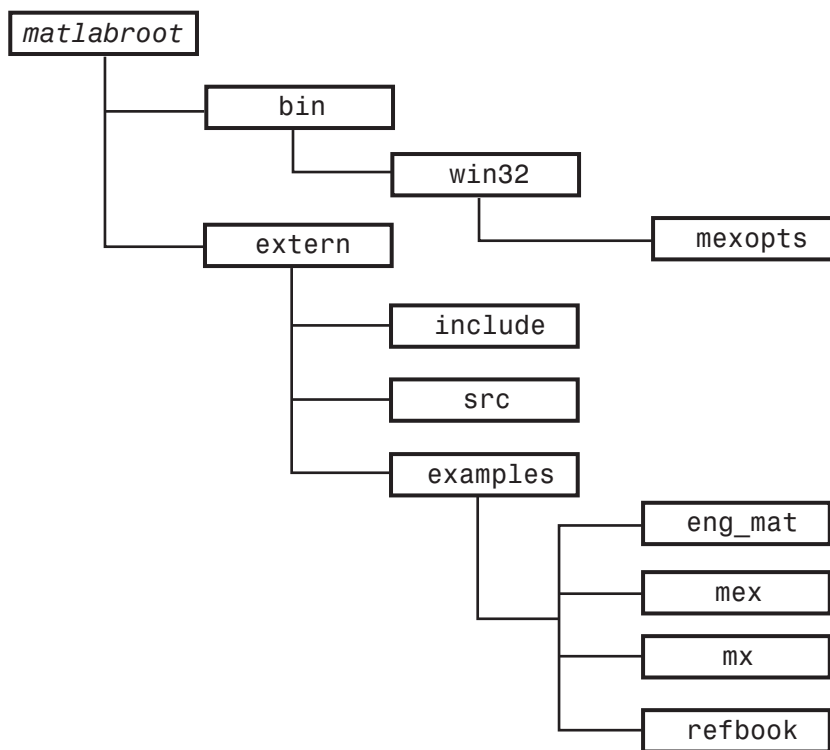 matlabroot
bin
win32
mexopts
extern
include
src
examples
eng_mat
mex
mx
refbook